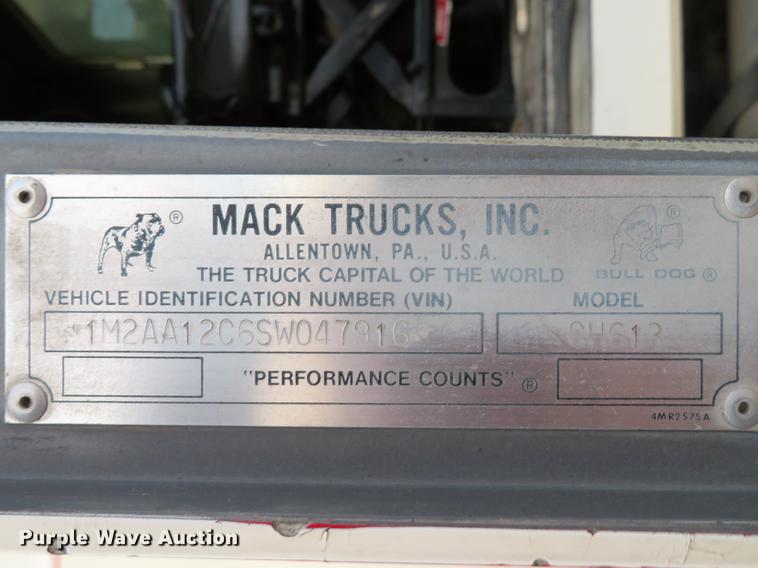 ® MACK TRUCKS, INC. ®
ALLENTOWN, PA., U.S.A.
THE TRUCK CAPITAL OF THE WORLD BULL DOG ®
VEHICLE IDENTIFICATION NUMBER (VIN) MODEL
*1M2AA12C6SW047916* CH613
"PERFORMANCE COUNTS" ®
4MR2575A
Purple Wave Auction